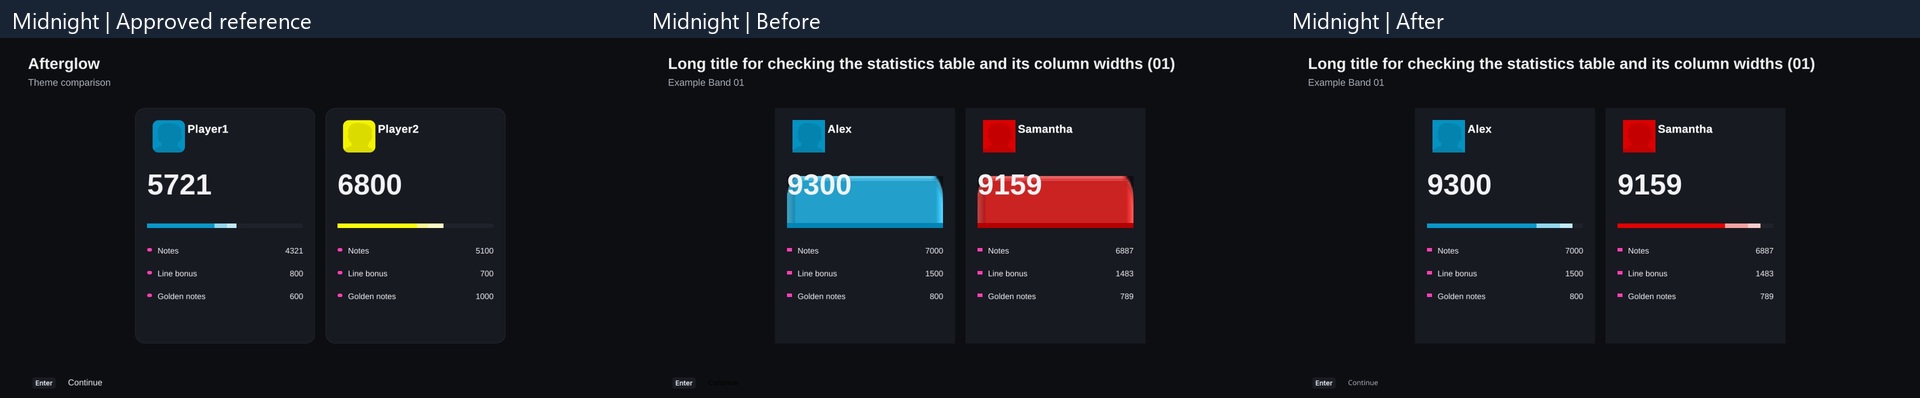 Midnight | Approved reference
Afterglow
Theme comparison
Player1
Player2
5721
6800
Notes 4321
Notes 5100
Line bonus 800
Line bonus 700
Golden notes 600
Golden notes 1000
Enter Continue
Midnight | Before
Long title for checking the statistics table and its column widths (01)
Example Band 01
Alex
Samantha
9300
9159
Notes 7000
Notes 6887
Line bonus 1500
Line bonus 1483
Golden notes 800
Golden notes 789
Enter Continue
Midnight | After
Long title for checking the statistics table and its column widths (01)
Example Band 01
Alex
Samantha
9300
9159
Notes 7000
Notes 6887
Line bonus 1500
Line bonus 1483
Golden notes 800
Golden notes 789
Enter Continue